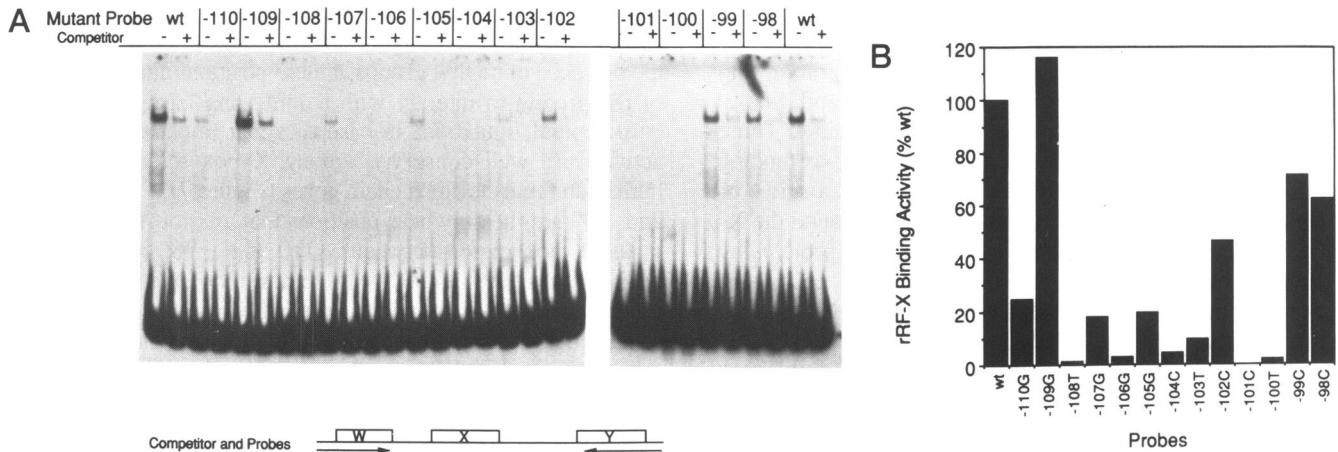 A
Mutant Probe wt -110 -109 -108 -107 -106 -105 -104 -103 -102 -101 -100 -99 -98 wt
Competitor - + - + - + - + - + - + - + - + - + - + - + - + - + - + - +
Competitor and Probes W X Y
B
rRF-X Binding Activity (% wt)
120
100
80
60
40
20
0
wt -110G -109G -108T -107G -106G -105G -104C -103T -102C -101C -100T -99C -98C
Probes